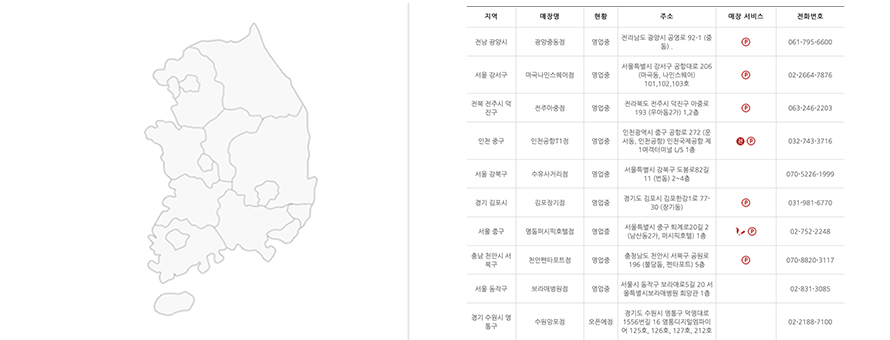 지역 매장명 현황 주소 매장 서비스 전화번호
전남 광양시 광양중동점 영업중 전라남도 광양시 공영로 92-1 (중
동) . P 061-795-6600
서울 강서구 마곡나인스퀘어점 영업중 서울특별시 강서구 공항대로 206
(마곡동, 나인스퀘어)
101,102,103호 P 02-2664-7876
전북 전주시 덕
진구 전주아중점 영업중 전라북도 전주시 덕진구 아중로
193 (우아동2가) 1,2층 P 063-246-2203
인천 중구 인천공항T1점 영업중 인천광역시 중구 공항로 272 (운
서동, 인천공항) 인천국제공항 제
1여객터미널 L/S 1층 P 032-743-3716
서울 강북구 수유사거리점 영업중 서울특별시 강북구 도봉로82길
11 (번동) 2~4층 070-5226-1999
경기 김포시 김포장기점 영업중 경기도 김포시 김포한강1로 77-
30 (장기동) P 031-981-6770
서울 중구 명동퍼시픽호텔점 영업중 서울특별시 중구 퇴계로20길 2
(남산동2가, 퍼시픽호텔) 1층 P 02-752-2248
충남 천안시 서
북구 천안펜타포트점 영업중 충청남도 천안시 서북구 공원로
196 (불당동, 펜타포트) 5층 P 070-8820-3117
서울 동작구 보라매병원점 영업중 서울시 동작구 보라매로5길 20 서
울특별시보라매병원 희망관 1층 02-831-3085
경기 수원시 영
통구 수원망포점 오픈예정 경기도 수원시 영통구 덕영대로
1556번길 16 영통디지털엠파이
어 125호, 126호, 127호, 212호 02-2188-7100